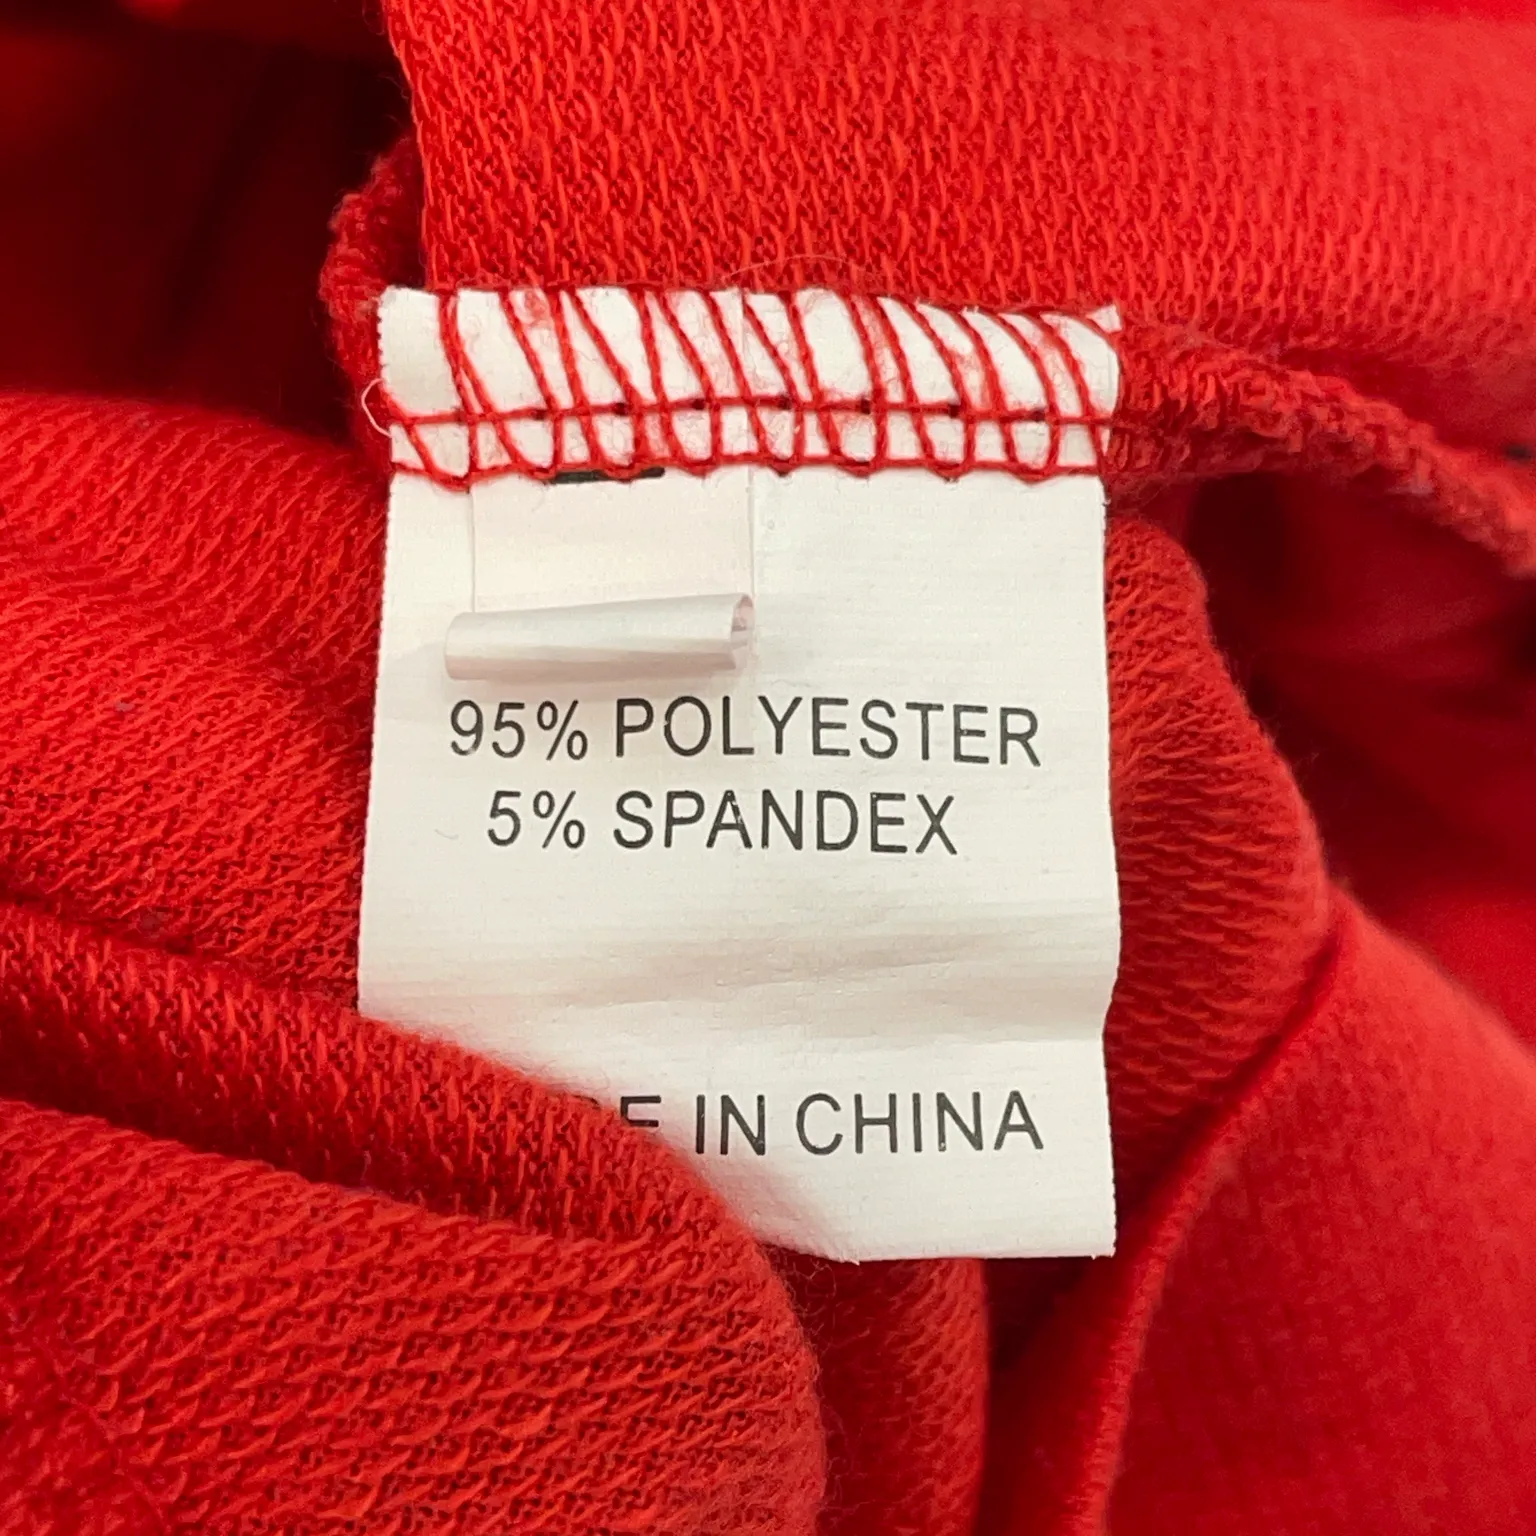 95% POLYESTER
5% SPANDEX
IN CHINA